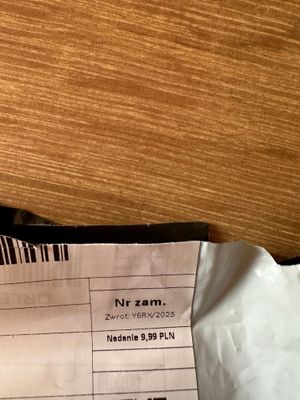 Nr zam.
Zwrot: Y6RX/2025
Nadanie 9,99 PLN